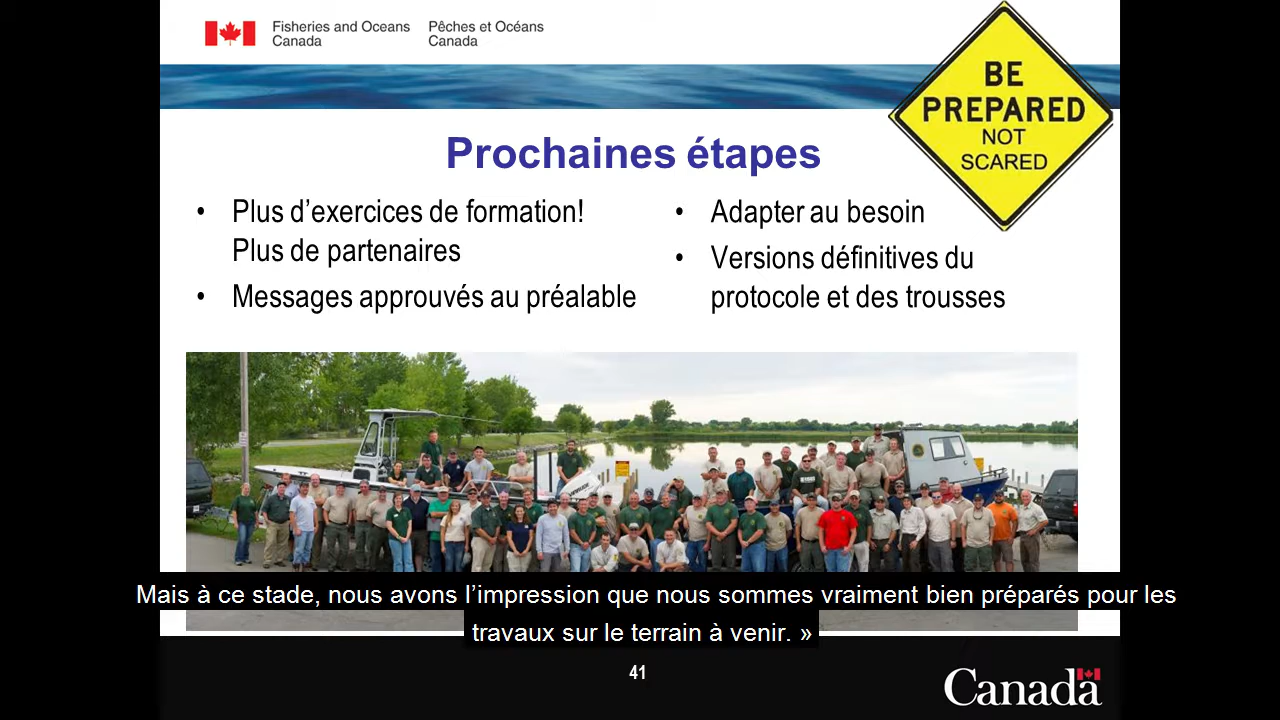 Fisheries and Oceans
Canada
Pêches et Océans
Canada
BE
PREPARED
NOT
SCARED
Prochaines étapes
• Plus d’exercices de formation!
Plus de partenaires
• Messages approuvés au préalable
• Adapter au besoin
• Versions définitives du
protocole et des trousses
Mais à ce stade, nous avons l’impression que nous sommes vraiment bien préparés pour les
travaux sur le terrain à venir. »
41
Canada